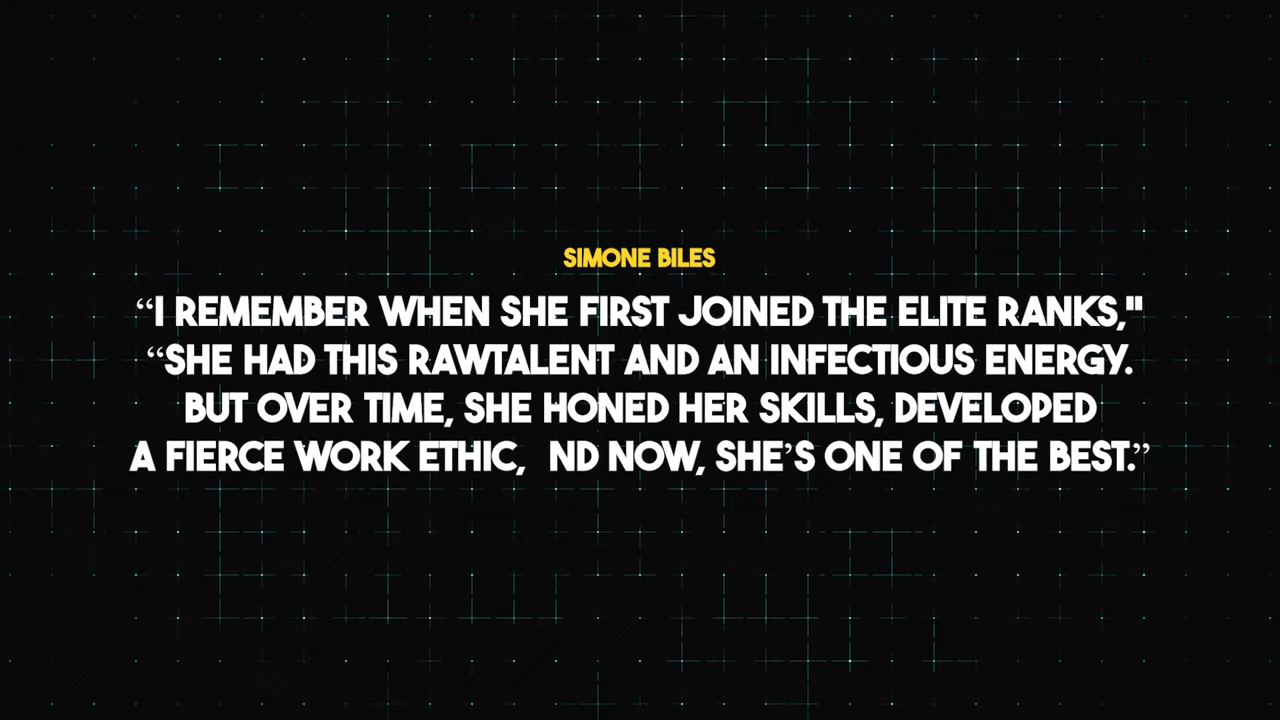 SIMONE BILES
“I REMEMBER WHEN SHE FIRST JOINED THE ELITE RANKS,"
“SHE HAD THIS RAWTALENT AND AN INFECTIOUS ENERGY.
BUT OVER TIME, SHE HONED HER SKILLS, DEVELOPED
A FIERCE WORK ETHIC,  ND NOW, SHE’S ONE OF THE BEST.”